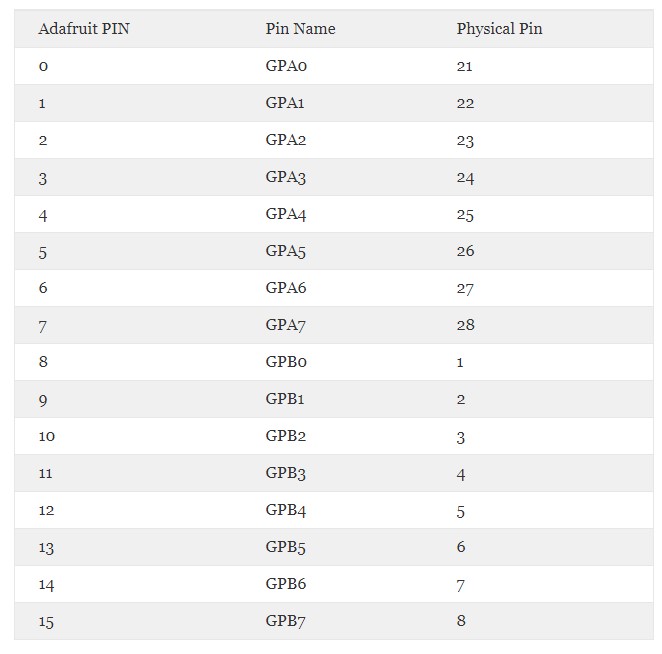 Adafruit PIN Pin Name Physical Pin
0 GPA0 21
1 GPA1 22
2 GPA2 23
3 GPA3 24
4 GPA4 25
5 GPA5 26
6 GPA6 27
7 GPA7 28
8 GPB0 1
9 GPB1 2
10 GPB2 3
11 GPB3 4
12 GPB4 5
13 GPB5 6
14 GPB6 7
15 GPB7 8